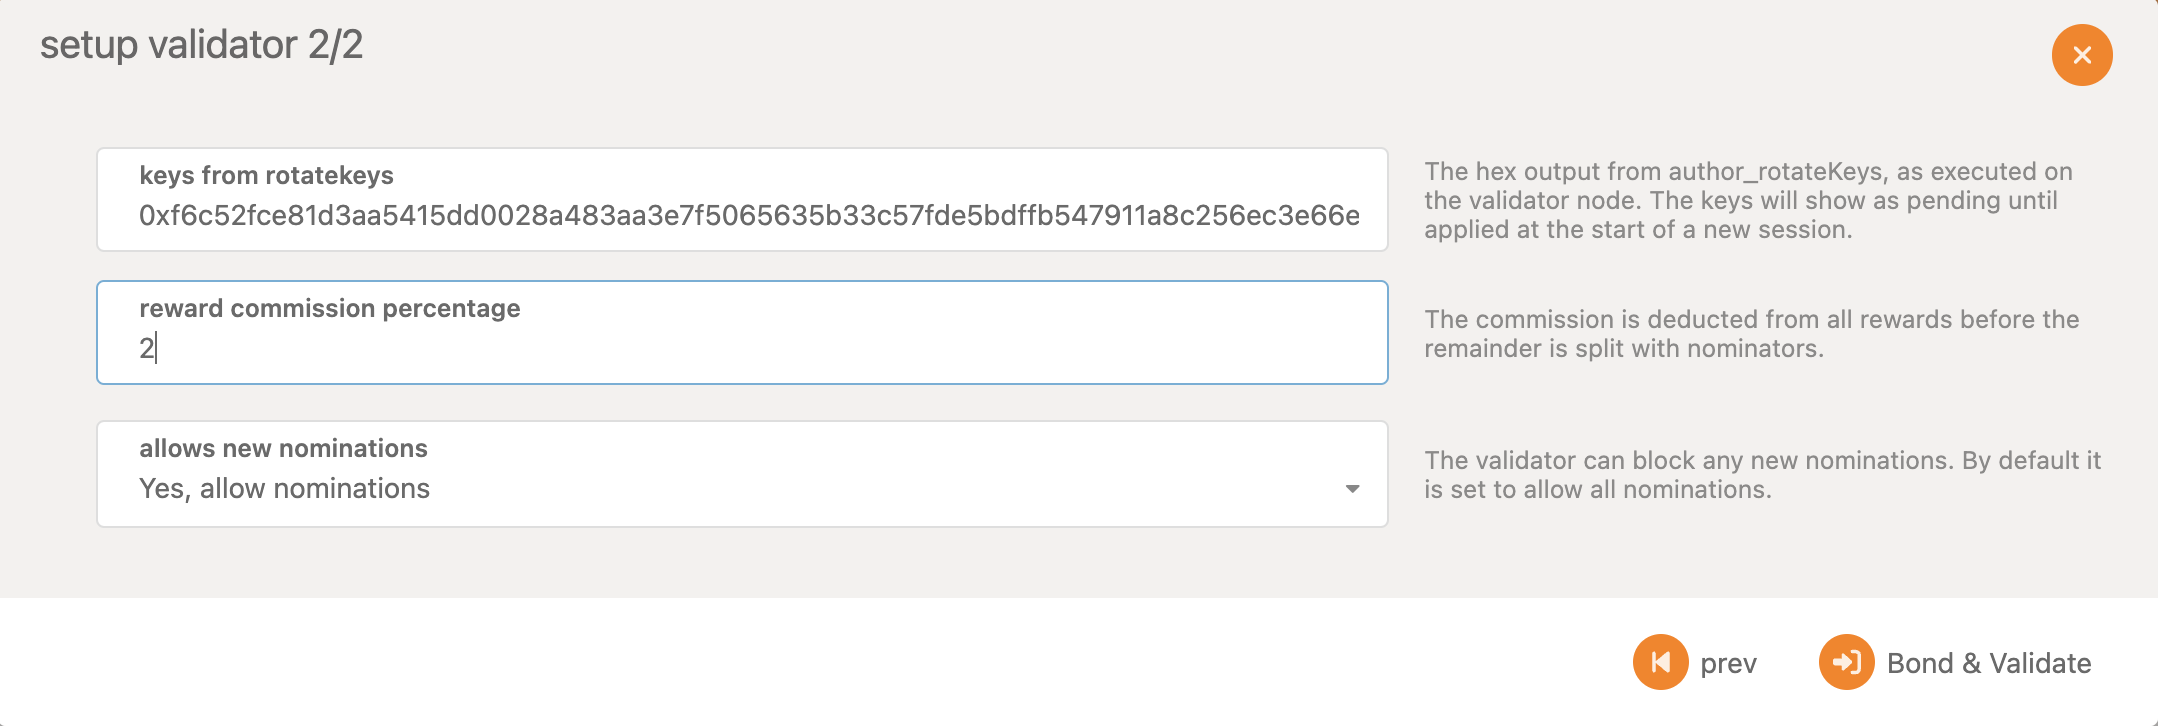 setup validator 2/2
keys from rotatekeys
0xf6c52fce81d3aa5415dd0028a483aa3e7f5065635b33c57fde5bdffb547911a8c256ec3e66e
The hex output from author_rotateKeys, as executed on
the validator node. The keys will show as pending until
applied at the start of a new session.
reward commission percentage
2
The commission is deducted from all rewards before the
remainder is split with nominators.
allows new nominations
Yes, allow nominations
The validator can block any new nominations. By default it
is set to allow all nominations.
prev
Bond & Validate